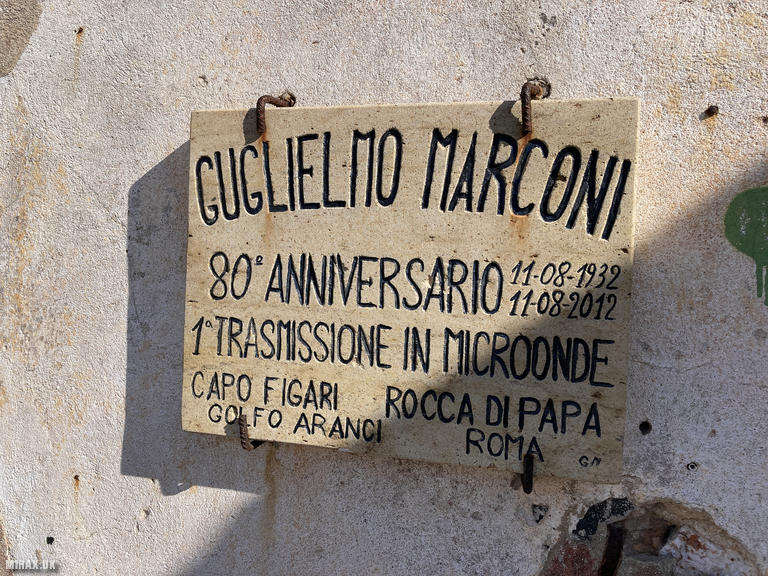 GUGLIELMO MARCONI
80° ANNIVERSARIO 11-08-1932
11-08-2012
1° TRASMISSIONE IN MICROONDE
CAPO FIGARI ROCCA DI PAPA
GOLFO ARANCI ROMA
GM
MIHAX.UK